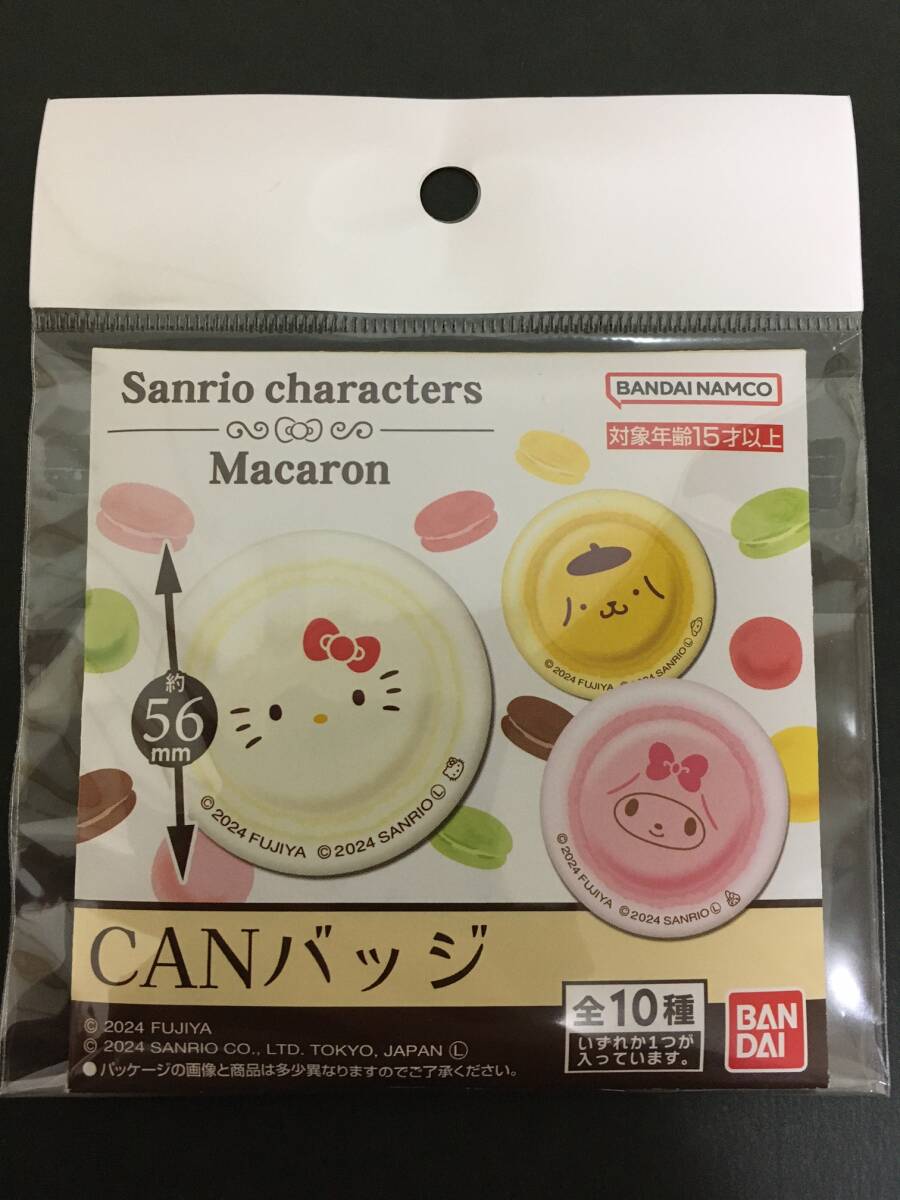 Sanrio characters
Macaron
BANDAI NAMCO
対象年齢15才以上
約
56
mm
© 2024 FUJIYA © 2024 SANRIO Ⓛ
© 2024 FUJIYA © 2024 SANRIO Ⓛ
© 2024 FUJIYA © 2024 SANRIO Ⓛ
CANバッジ
全10種
いずれか1つが
入っています。
BAN
DAI
© 2024 FUJIYA
© 2024 SANRIO CO., LTD. TOKYO, JAPAN Ⓛ
●パッケージの画像と商品は多少異なりますのでご了承ください。